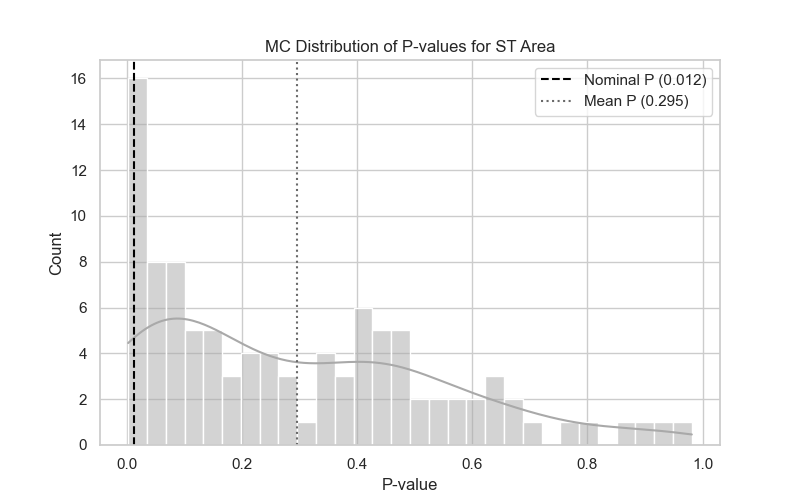 MC Distribution of P-values for ST Area
Nominal P (0.012)
Mean P (0.295)
16
14
12
10
8
6
4
2
0
Count
0.0 0.2 0.4 0.6 0.8 1.0
P-value